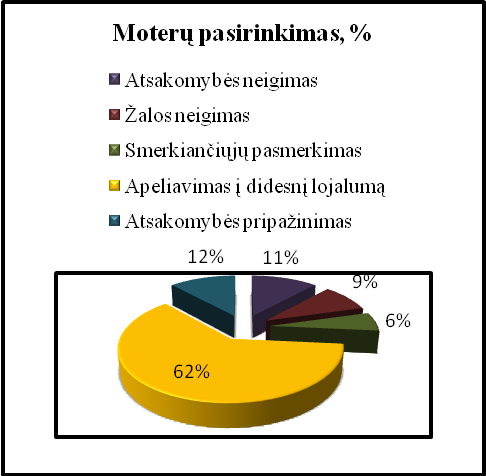 Moterų pasirinkimas, %
Atsakomybės neigimas
Žalos neigimas
Smerkiančiųjų pasmerkimas
Apeliavimas į didesnį lojalumą
Atsakomybės pripažinimas
12%
11%
9%
6%
62%